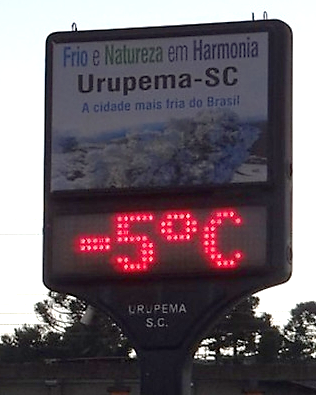 Frio e Natureza em Harmonia
Urupema-SC
A cidade mais fria do Brasil
-5°C
URUPEMA
S.C.